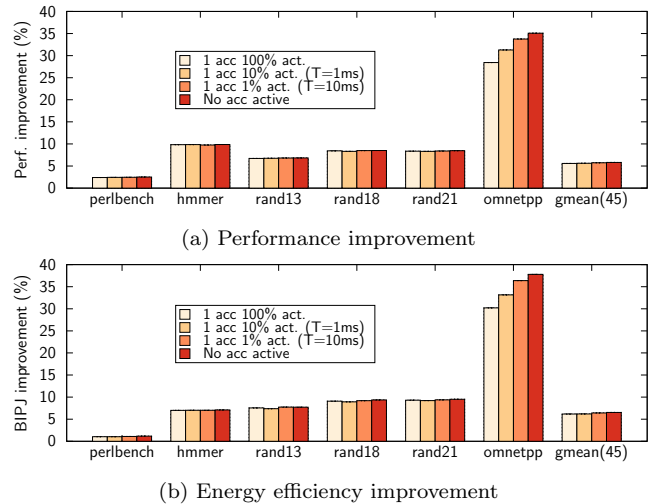 Perf. improvement (%)
40
35
30
25
20
15
10
5
0
1 acc 100% act.
1 acc 10% act. (T=1ms)
1 acc 1% act. (T=10ms)
No acc active
perlbench hmmer rand13 rand18 rand21 omnetpp gmean(45)
(a) Performance improvement
BIPJ improvement (%)
40
35
30
25
20
15
10
5
0
1 acc 100% act.
1 acc 10% act. (T=1ms)
1 acc 1% act. (T=10ms)
No acc active
perlbench hmmer rand13 rand18 rand21 omnetpp gmean(45)
(b) Energy efficiency improvement